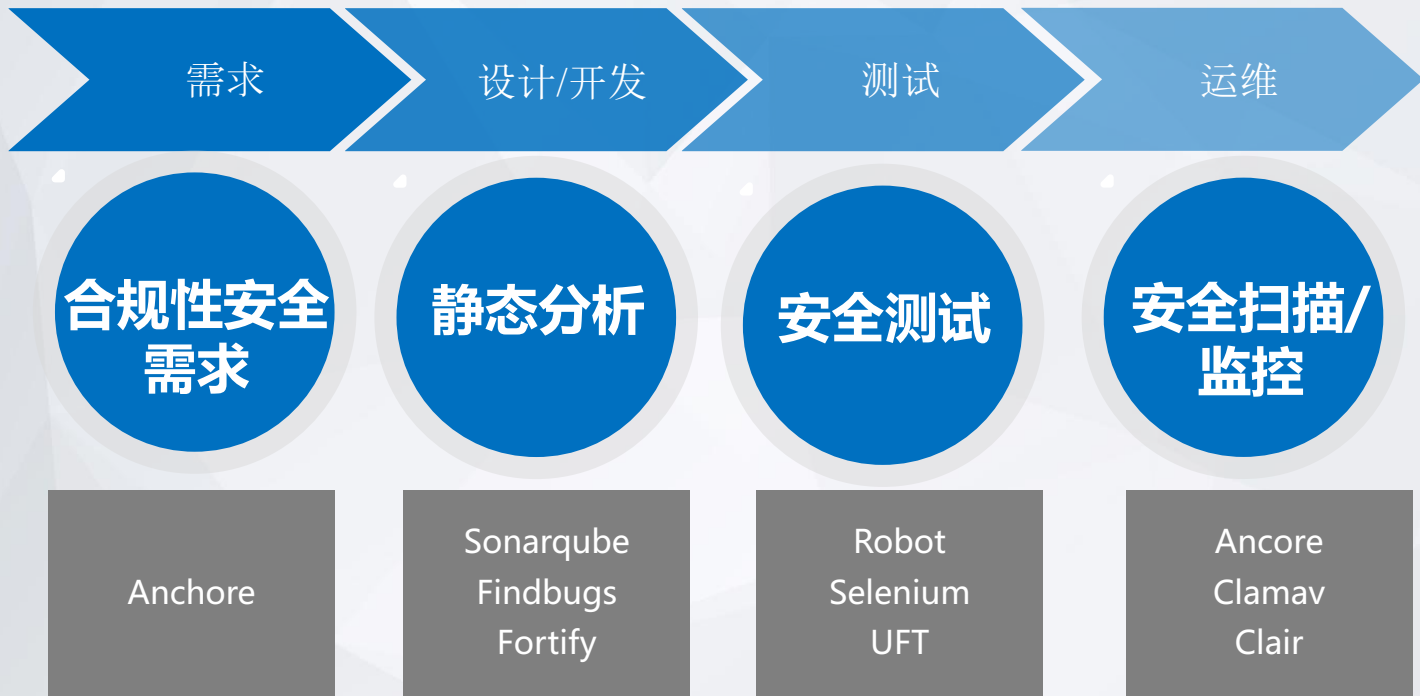 需求
设计/开发
测试
运维
合规性安全
需求
静态分析
安全测试
安全扫描/
监控
Anchore
Sonarqube
Findbugs
Fortify
Robot
Selenium
UFT
Ancore
Clamav
Clair